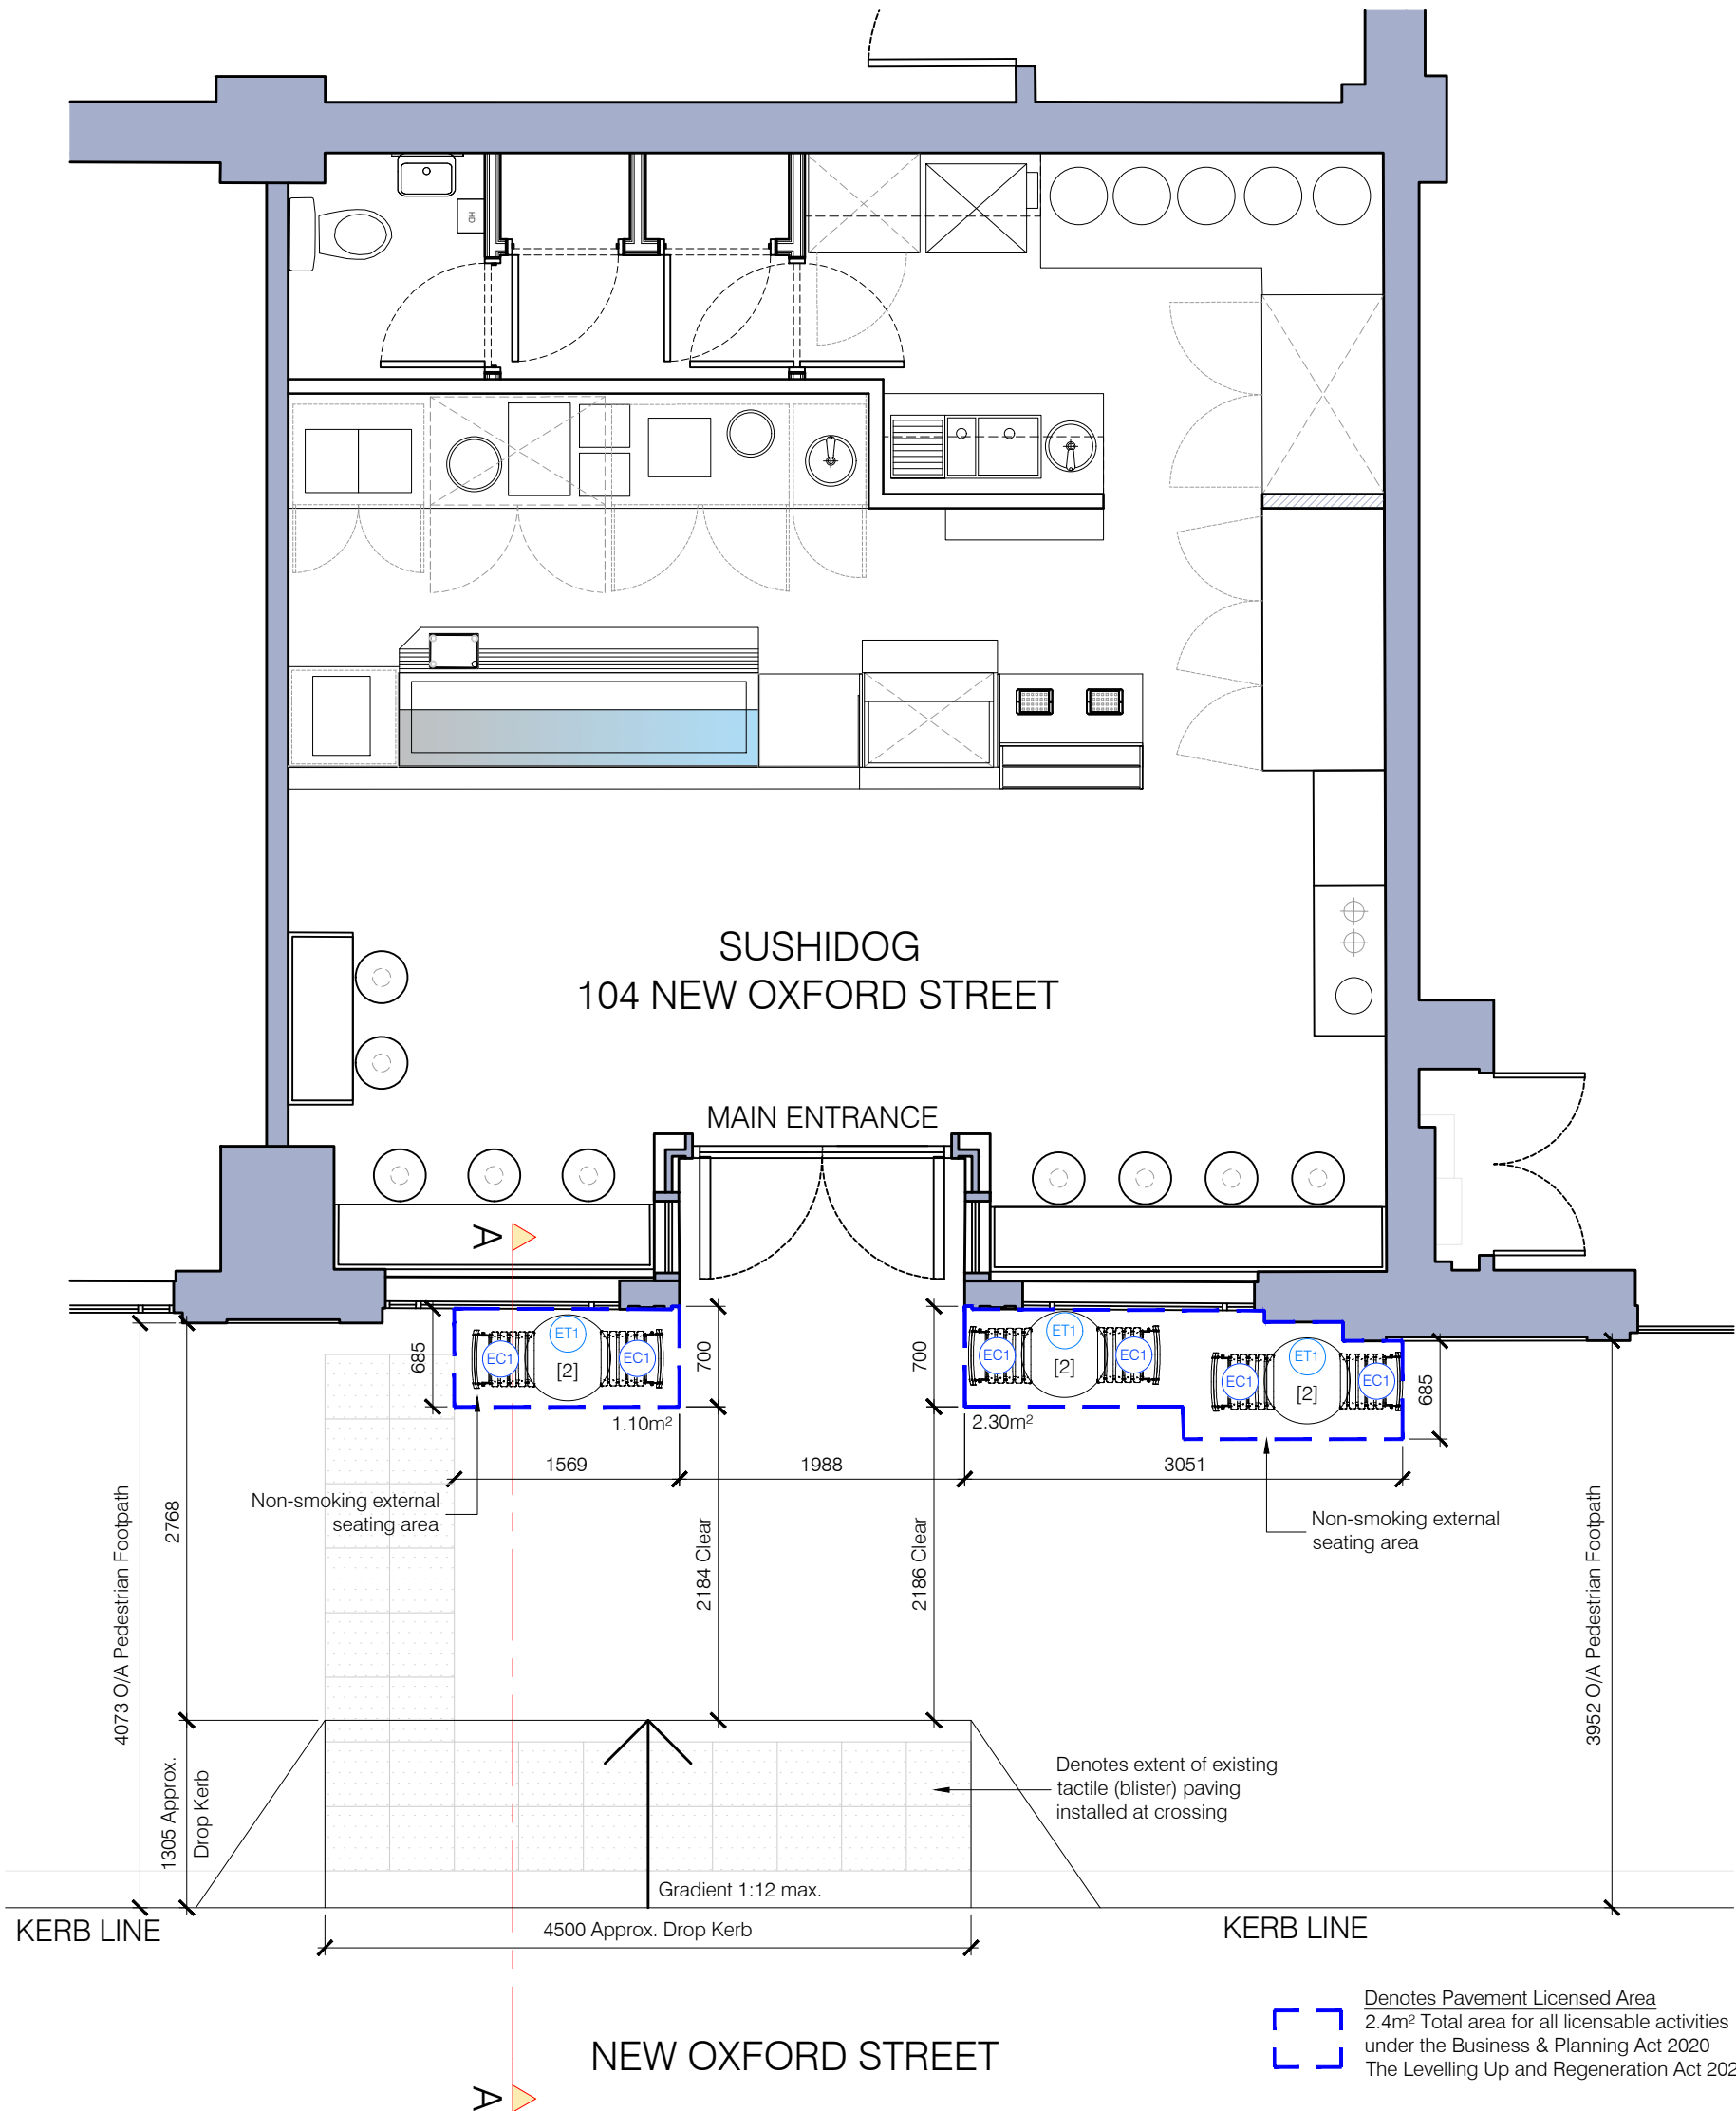 HD
SUSHIDOG
104 NEW OXFORD STREET
MAIN ENTRANCE
A
685
EC1
ET1
[2]
EC1
700
1.10m²
700
EC1
ET1
[2]
EC1
2.30m²
EC1
ET1
[2]
EC1
685
1569
1988
3051
Non-smoking external
seating area
Non-smoking external
seating area
4073 O/A Pedestrian Footpath
2768
2184 Clear
2186 Clear
3952 O/A Pedestrian Footpath
1305 Approx.
Drop Kerb
Denotes extent of existing
tactile (blister) paving
installed at crossing
Gradient 1:12 max.
KERB LINE
4500 Approx. Drop Kerb
KERB LINE
NEW OXFORD STREET
A
Denotes Pavement Licensed Area
2.4m² Total area for all licensable activities
under the Business & Planning Act 2020
The Levelling Up and Regeneration Act 202